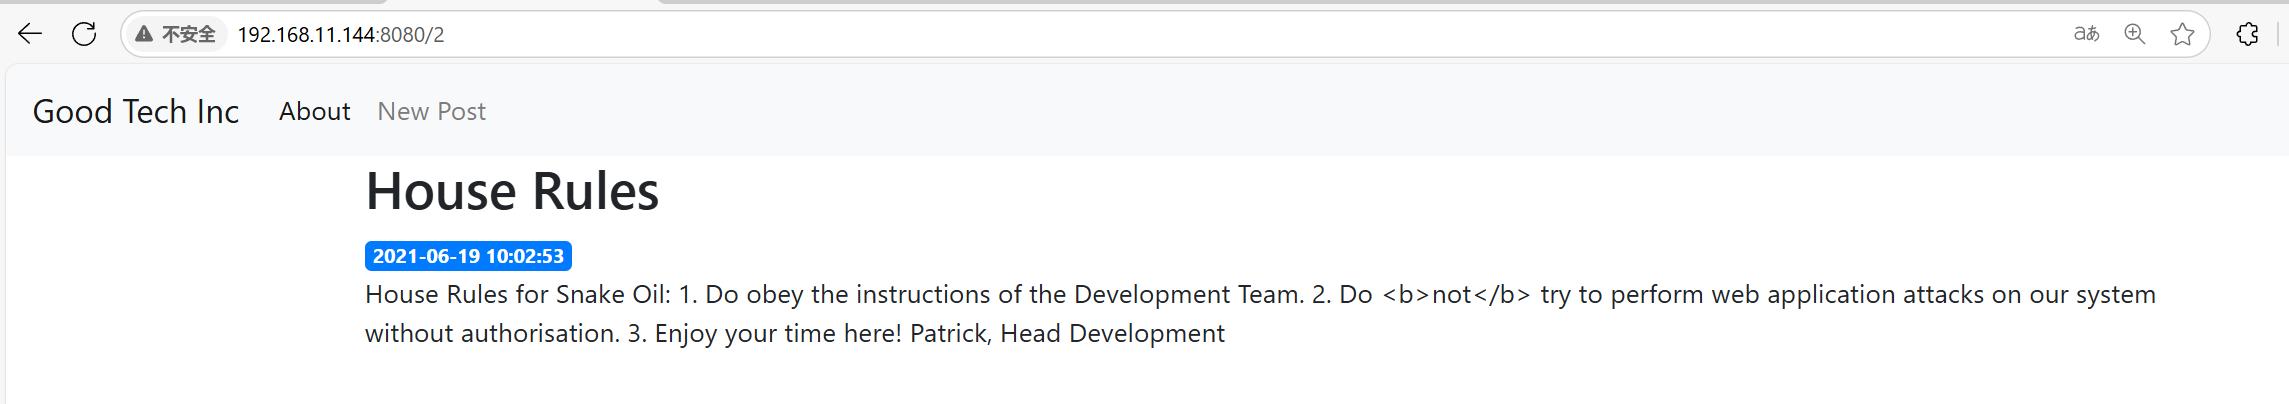 不安全 192.168.11.144:8080/2 aあ
Good Tech Inc About New Post
House Rules
2021-06-19 10:02:53
House Rules for Snake Oil: 1. Do obey the instructions of the Development Team. 2. Do <b>not</b> try to perform web application attacks on our system
without authorisation. 3. Enjoy your time here! Patrick, Head Development